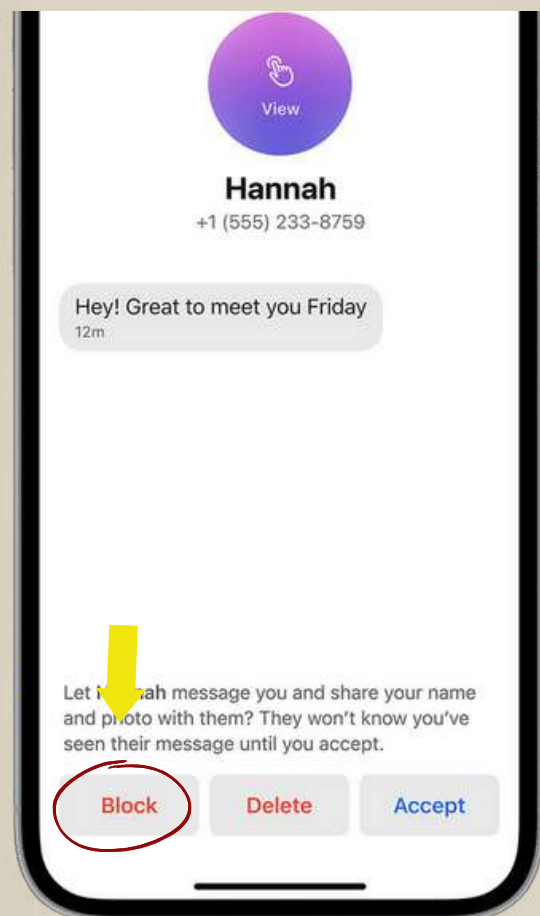 View
Hannah
+1 (555) 233-8759
Hey! Great to meet you Friday
12m
Let ah message you and share your name
and photo with them? They won't know you've
seen their message until you accept.
Block Delete Accept